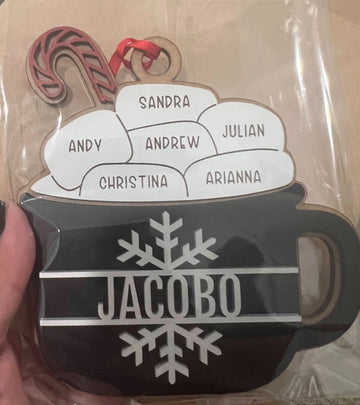 SANDRA
ANDY
ANDREW
JULIAN
CHRISTINA
ARIANNA
JACOBO